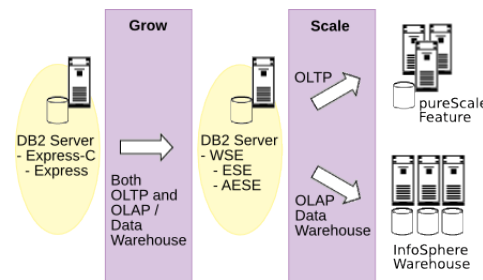 Grow
Scale
DB2 Server
- Express-C
- Express
Both
OLTP and
OLAP /
Data
Warehouse
DB2 Server
- WSE
- ESE
- AESE
OLTP
OLAP
Data
Warehouse
pureScale
Feature
InfoSphere
Warehouse